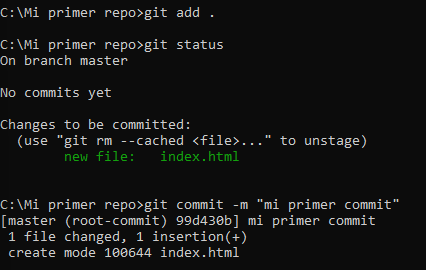 C:\Mi primer repo>git add .
C:\Mi primer repo>git status
On branch master
No commits yet
Changes to be committed:
  (use "git rm --cached <file>..." to unstage)
        new file:   index.html
C:\Mi primer repo>git commit -m "mi primer commit"
[master (root-commit) 99d430b] mi primer commit
 1 file changed, 1 insertion(+)
 create mode 100644 index.html